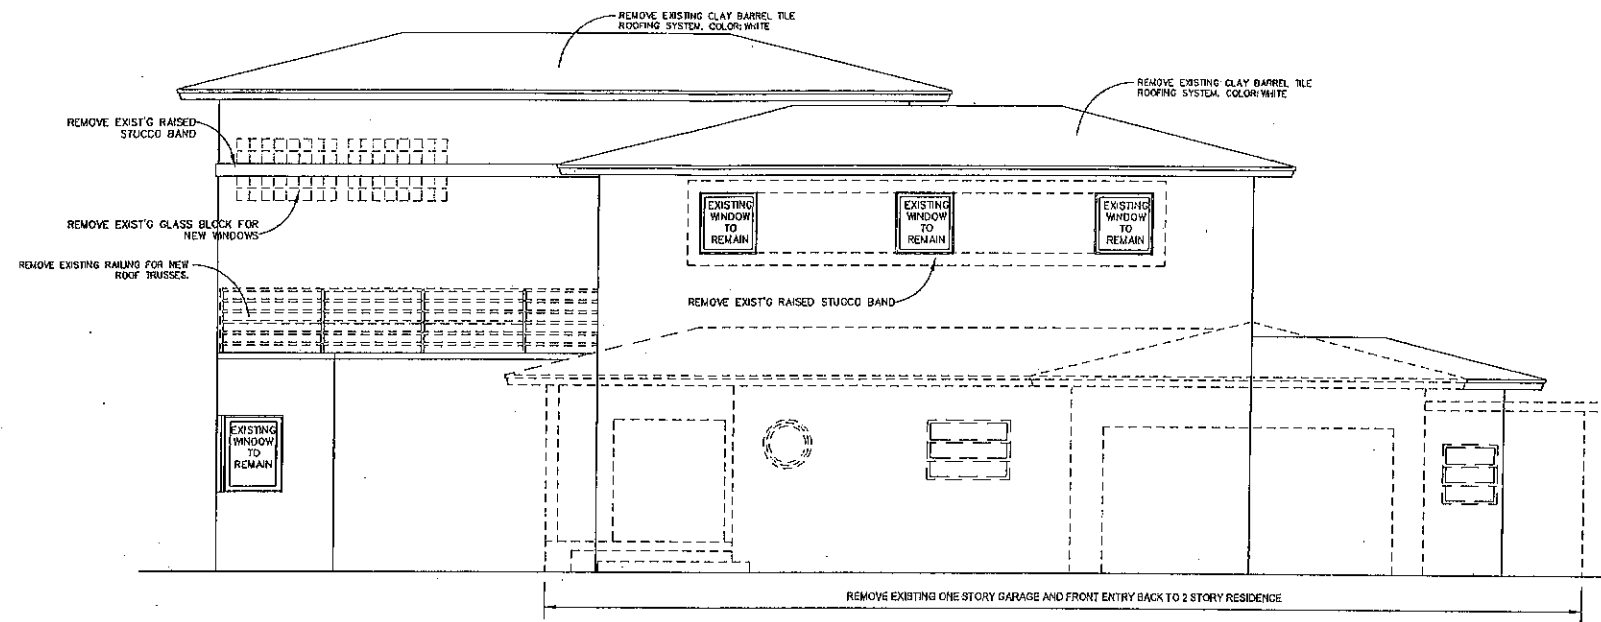 REMOVE EXISTING CLAY BARREL TILE
ROOFING SYSTEM. COLOR: WHITE
REMOVE EXISTING CLAY BARREL TILE
ROOFING SYSTEM. COLOR: WHITE
REMOVE EXIST'G RAISED
STUCCO BAND
REMOVE EXIST'G GLASS BLOCK FOR
NEW WINDOWS
REMOVE EXISTING RAILING FOR NEW
ROOF TRUSSES.
EXISTING
WINDOW
TO
REMAIN
EXISTING
WINDOW
TO
REMAIN
EXISTING
WINDOW
TO
REMAIN
REMOVE EXIST'G RAISED STUCCO BAND
EXISTING
WINDOW
TO
REMAIN
REMOVE EXISTING ONE STORY GARAGE AND FRONT ENTRY BACK TO 2 STORY RESIDENCE